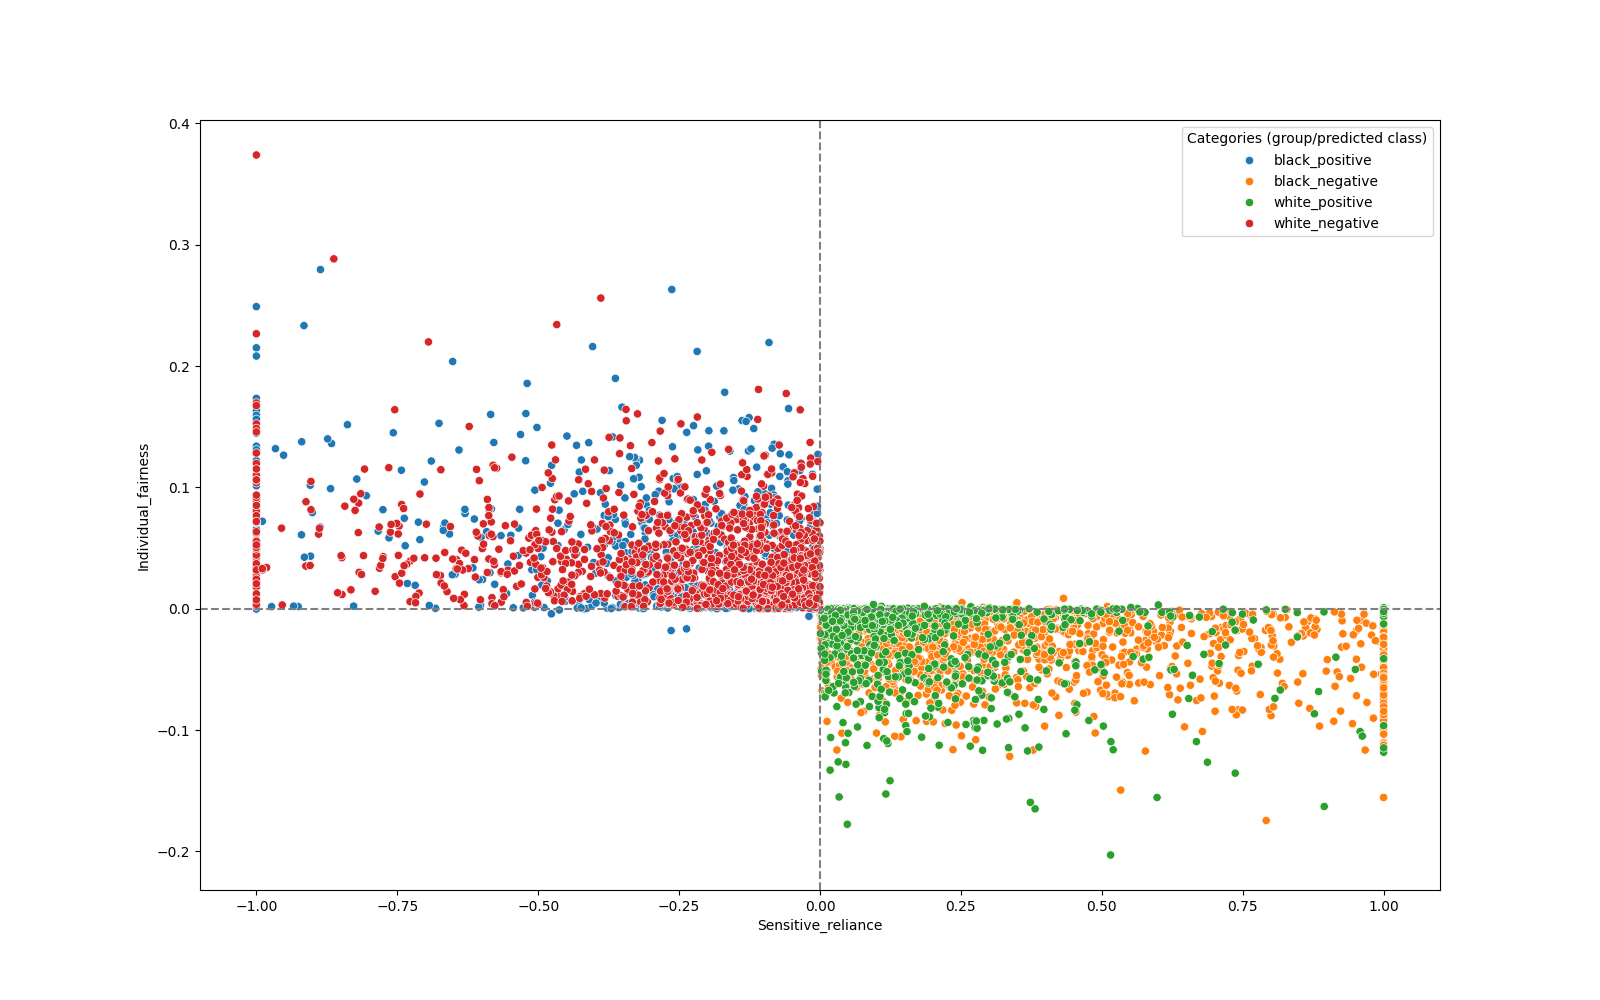 Categories (group/predicted class)
black_positive
black_negative
white_positive
white_negative
Individual_fairness
0.4
0.3
0.2
0.1
0.0
−0.1
−0.2
−1.00 −0.75 −0.50 −0.25 0.00 0.25 0.50 0.75 1.00
Sensitive_reliance